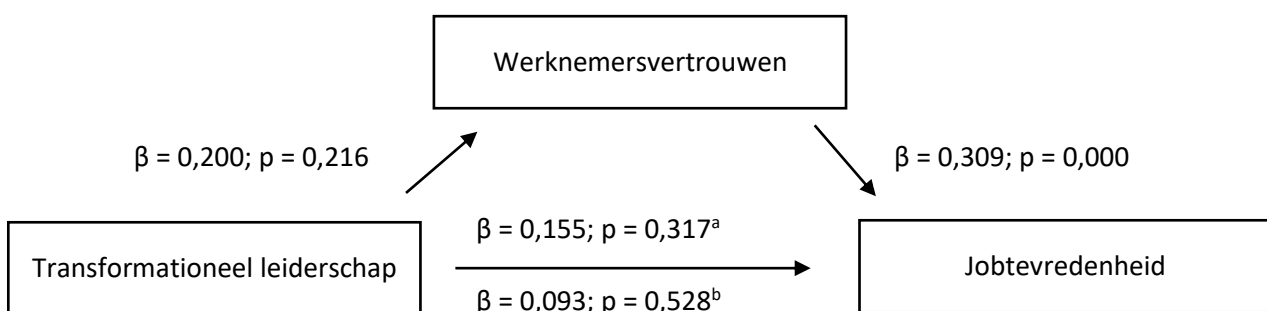 Werknemersvertrouwen
β = 0,200; p = 0,216
β = 0,309; p = 0,000
β = 0,155; p = 0,317ᵃ
Transformationeel leiderschap
Jobtevredenheid
β = 0,093; p = 0,528ᵇ